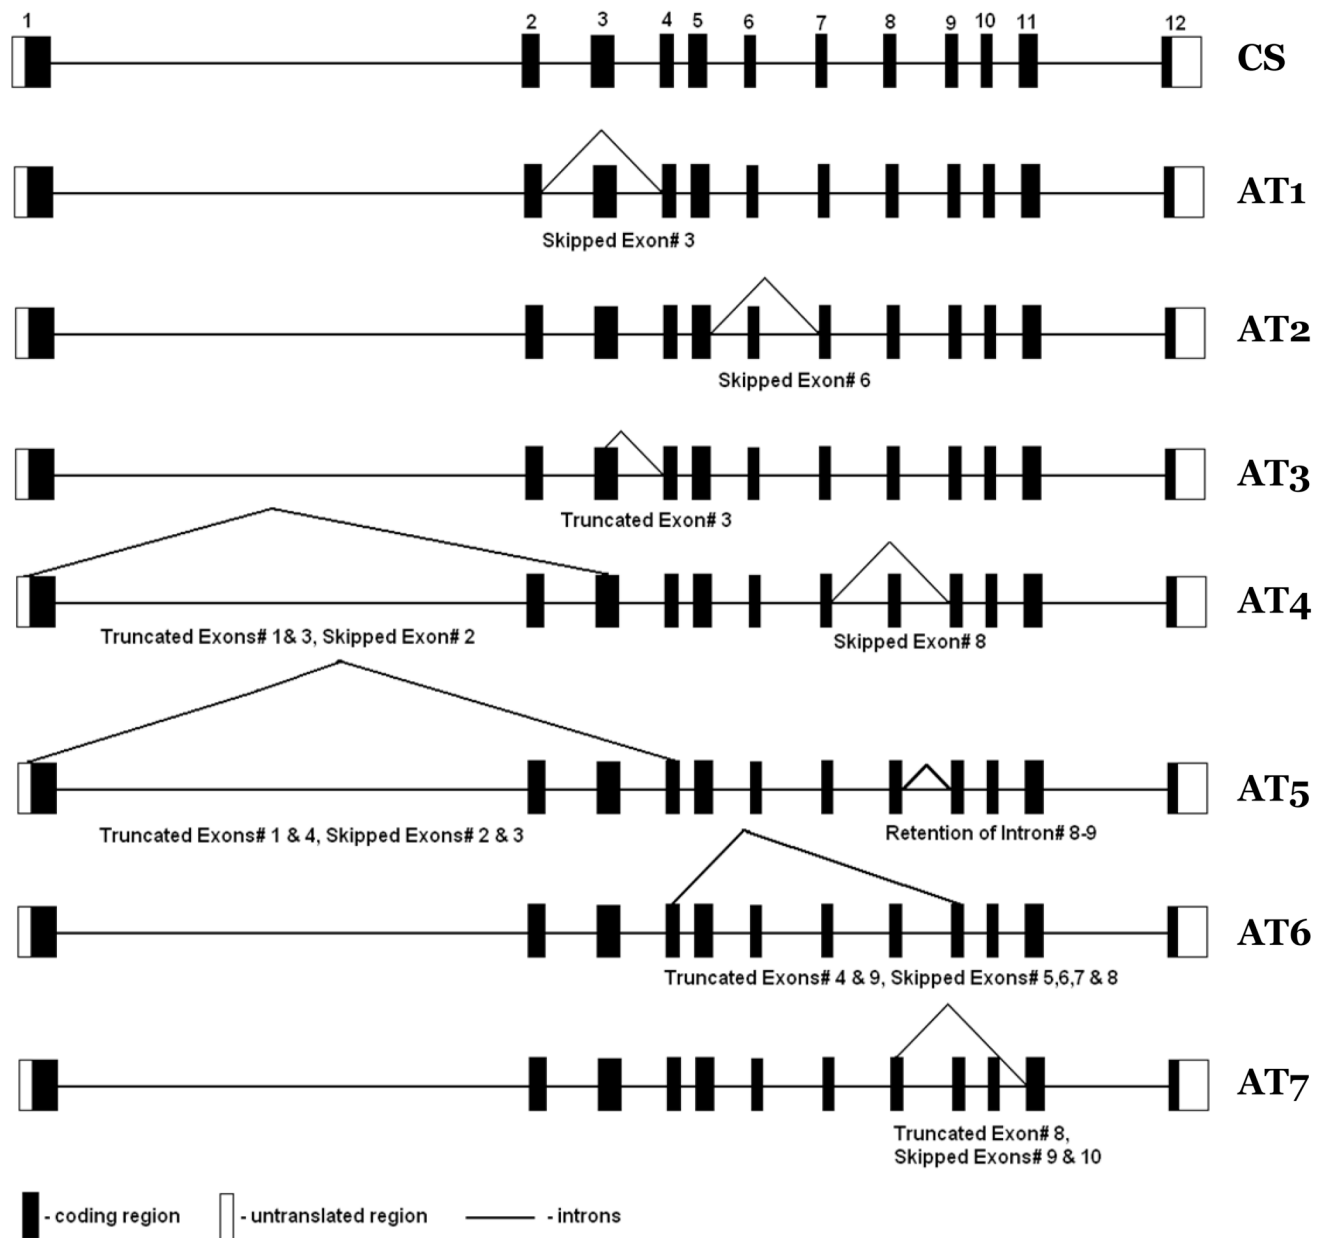 1 2 3 4 5 6 7 8 9 10 11 12
CS
AT1
Skipped Exon# 3
AT2
Skipped Exon# 6
AT3
Truncated Exon# 3
AT4
Truncated Exons# 1& 3, Skipped Exon# 2
Skipped Exon# 8
AT5
Truncated Exons# 1 & 4, Skipped Exons# 2 & 3
Retention of Intron# 8-9
AT6
Truncated Exons# 4 & 9, Skipped Exons# 5,6,7 & 8
AT7
Truncated Exon# 8,
Skipped Exons# 9 & 10
- coding region - untranslated region - introns